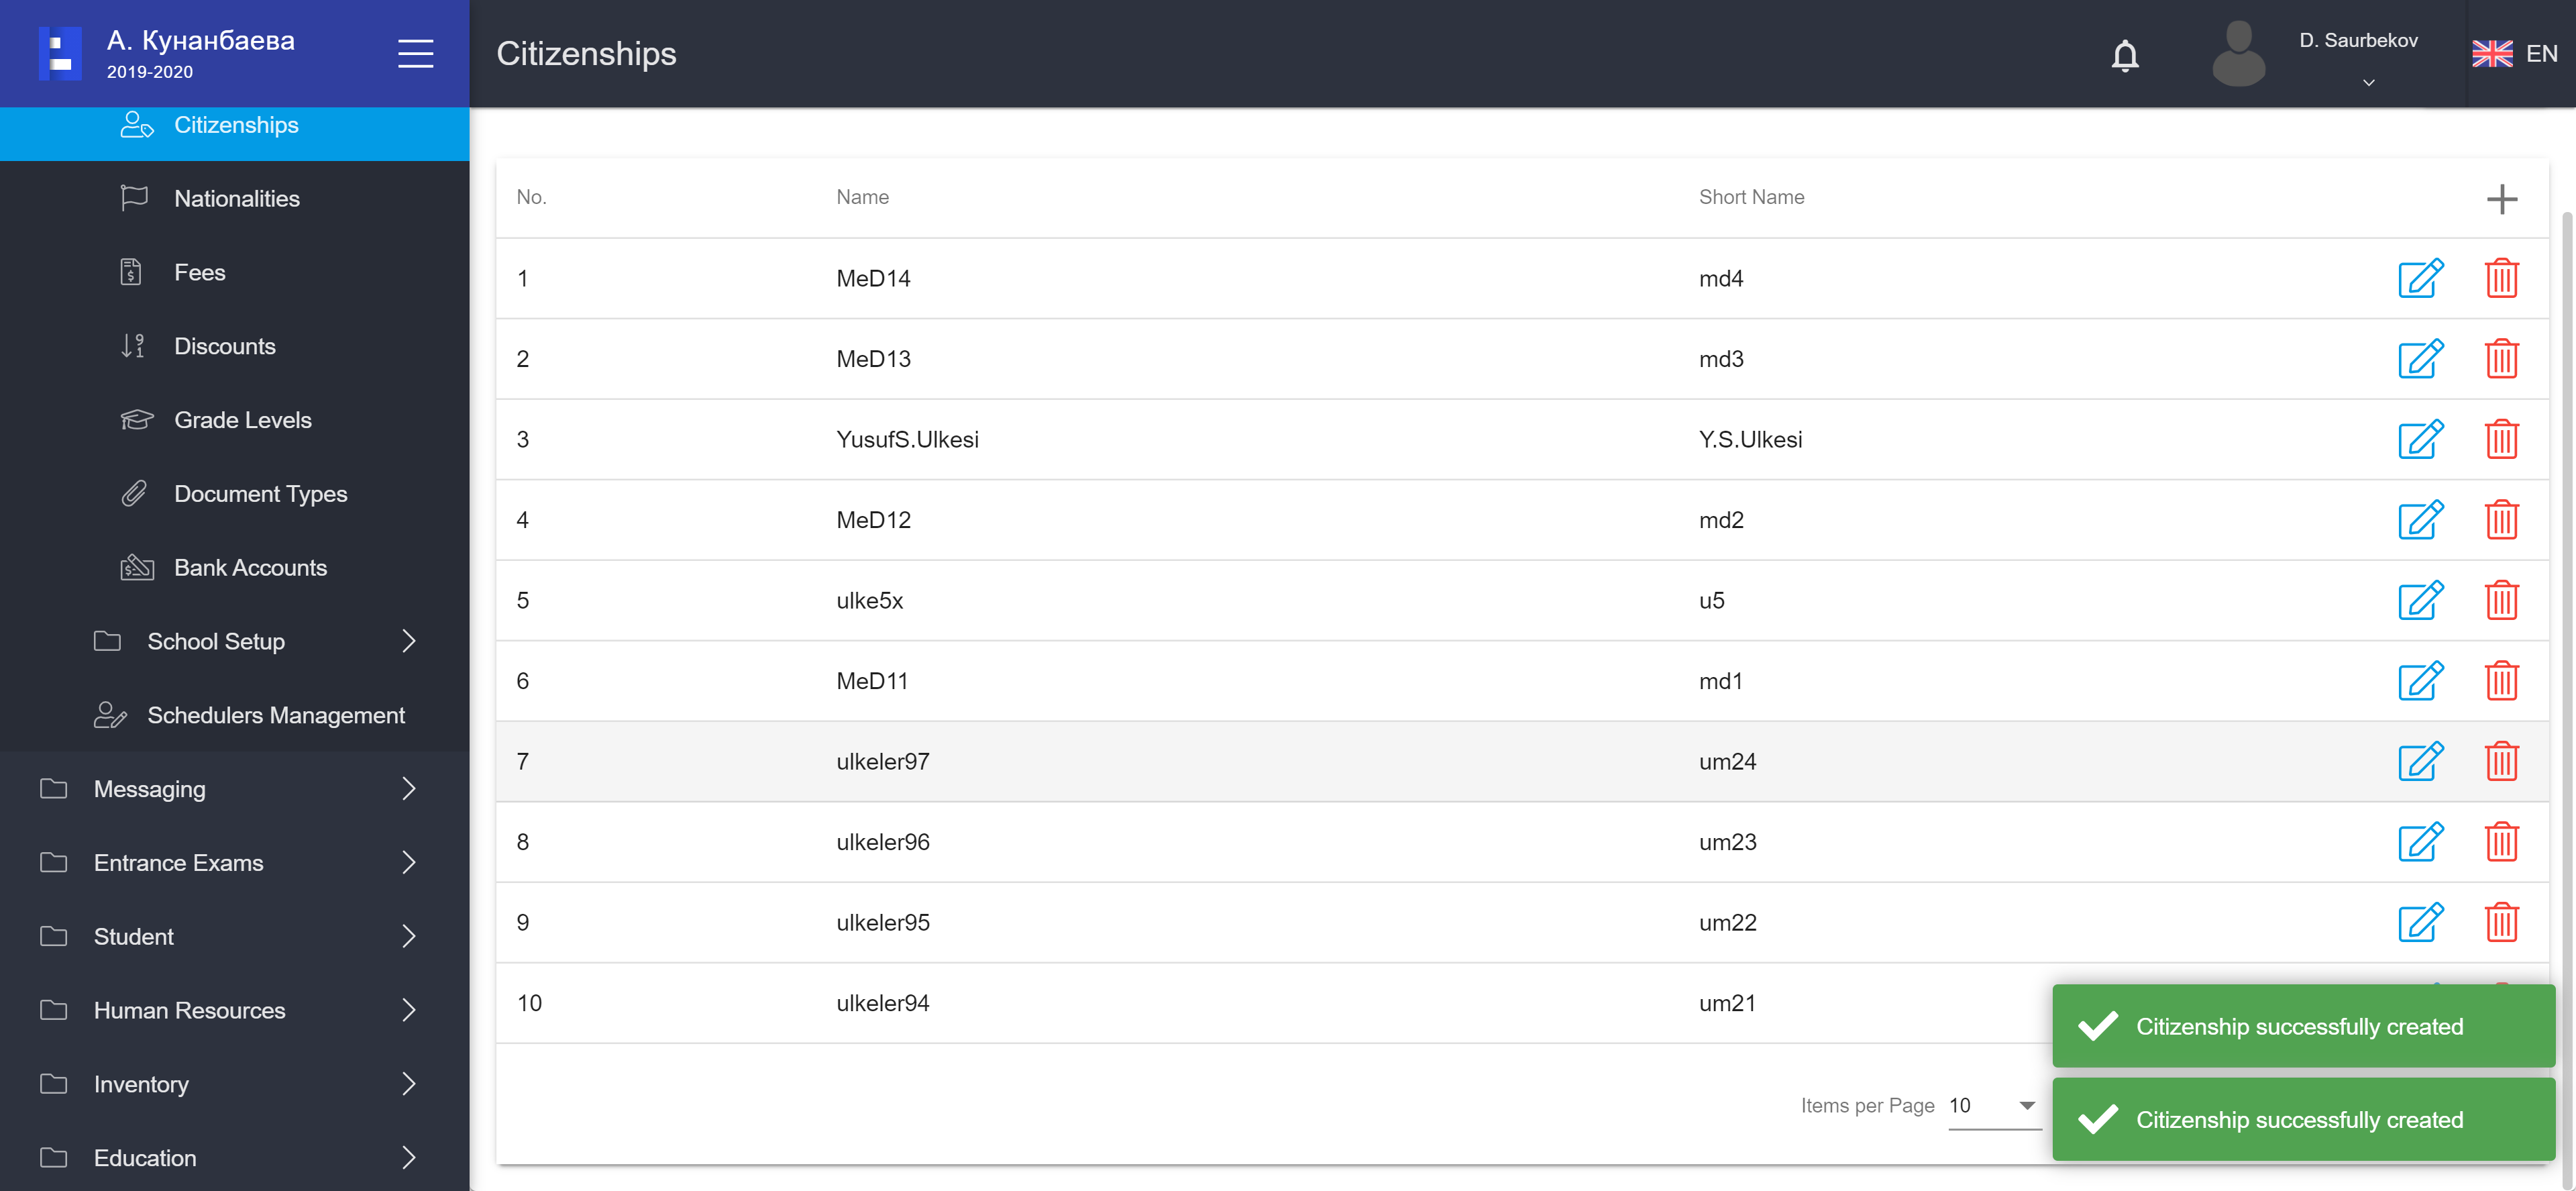 А. Кунанбаева
2019-2020
Citizenships
D. Saurbekov
EN
Citizenships
Nationalities
Fees
Discounts
Grade Levels
Document Types
Bank Accounts
School Setup
Schedulers Management
Messaging
Entrance Exams
Student
Human Resources
Inventory
Education
No. Name Short Name
1 MeD14 md4
2 MeD13 md3
3 YusufS.Ulkesi Y.S.Ulkesi
4 MeD12 md2
5 ulke5x u5
6 MeD11 md1
7 ulkeler97 um24
8 ulkeler96 um23
9 ulkeler95 um22
10 ulkeler94 um21
Items per Page 10
Citizenship successfully created
Citizenship successfully created